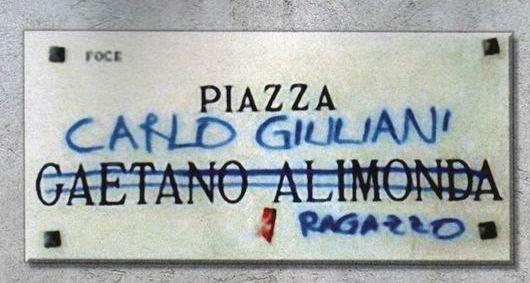 FOCE
PIAZZA
CARLO GIULIANI
GAETANO ALIMONDA
RAGAZZO